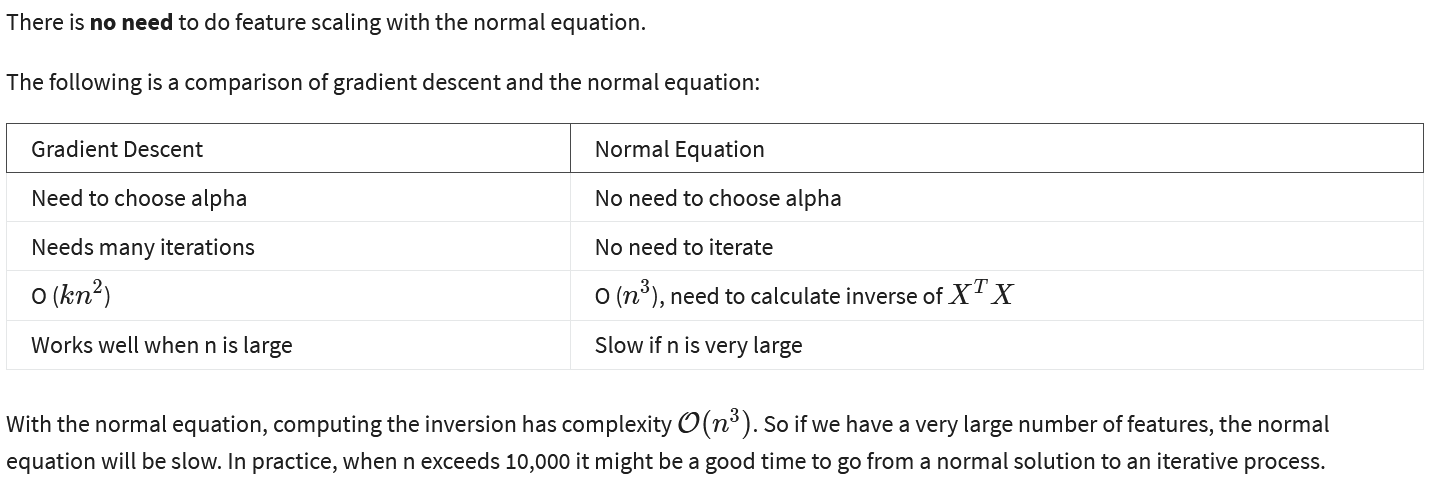 There is no need to do feature scaling with the normal equation.
The following is a comparison of gradient descent and the normal equation:
Gradient Descent
Normal Equation
Need to choose alpha
No need to choose alpha
Needs many iterations
No need to iterate
O (kn²)
O (n³), need to calculate inverse of XᵀX
Works well when n is large
Slow if n is very large
With the normal equation, computing the inversion has complexity 𝒪(n³). So if we have a very large number of features, the normal
equation will be slow. In practice, when n exceeds 10,000 it might be a good time to go from a normal solution to an iterative process.